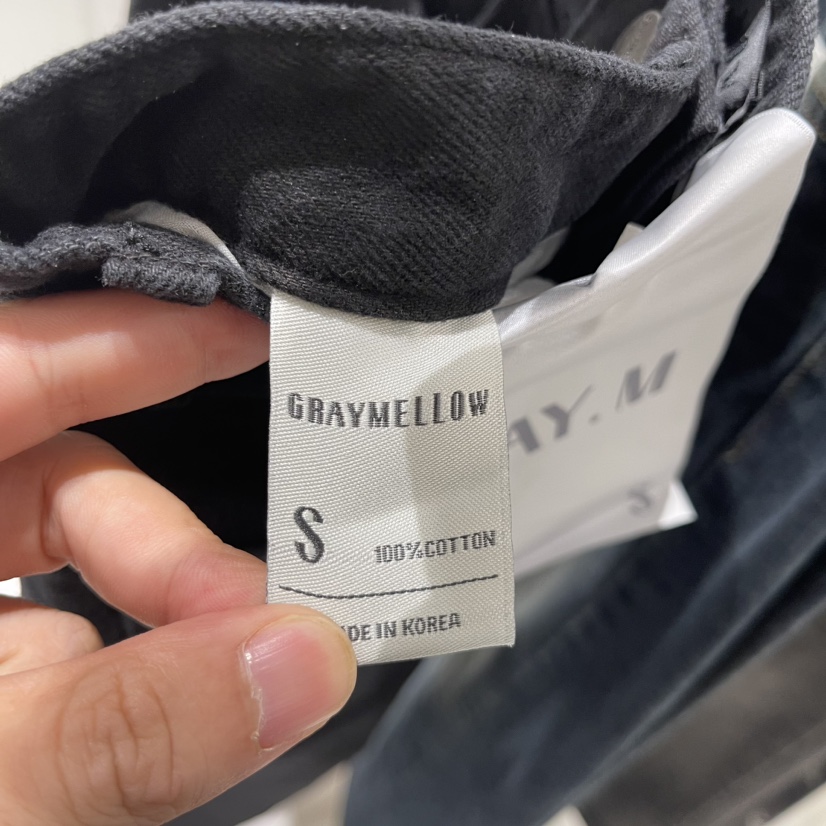 GRAYMELLOW
S
100%COTTON
DE IN KOREA
AY. M
S